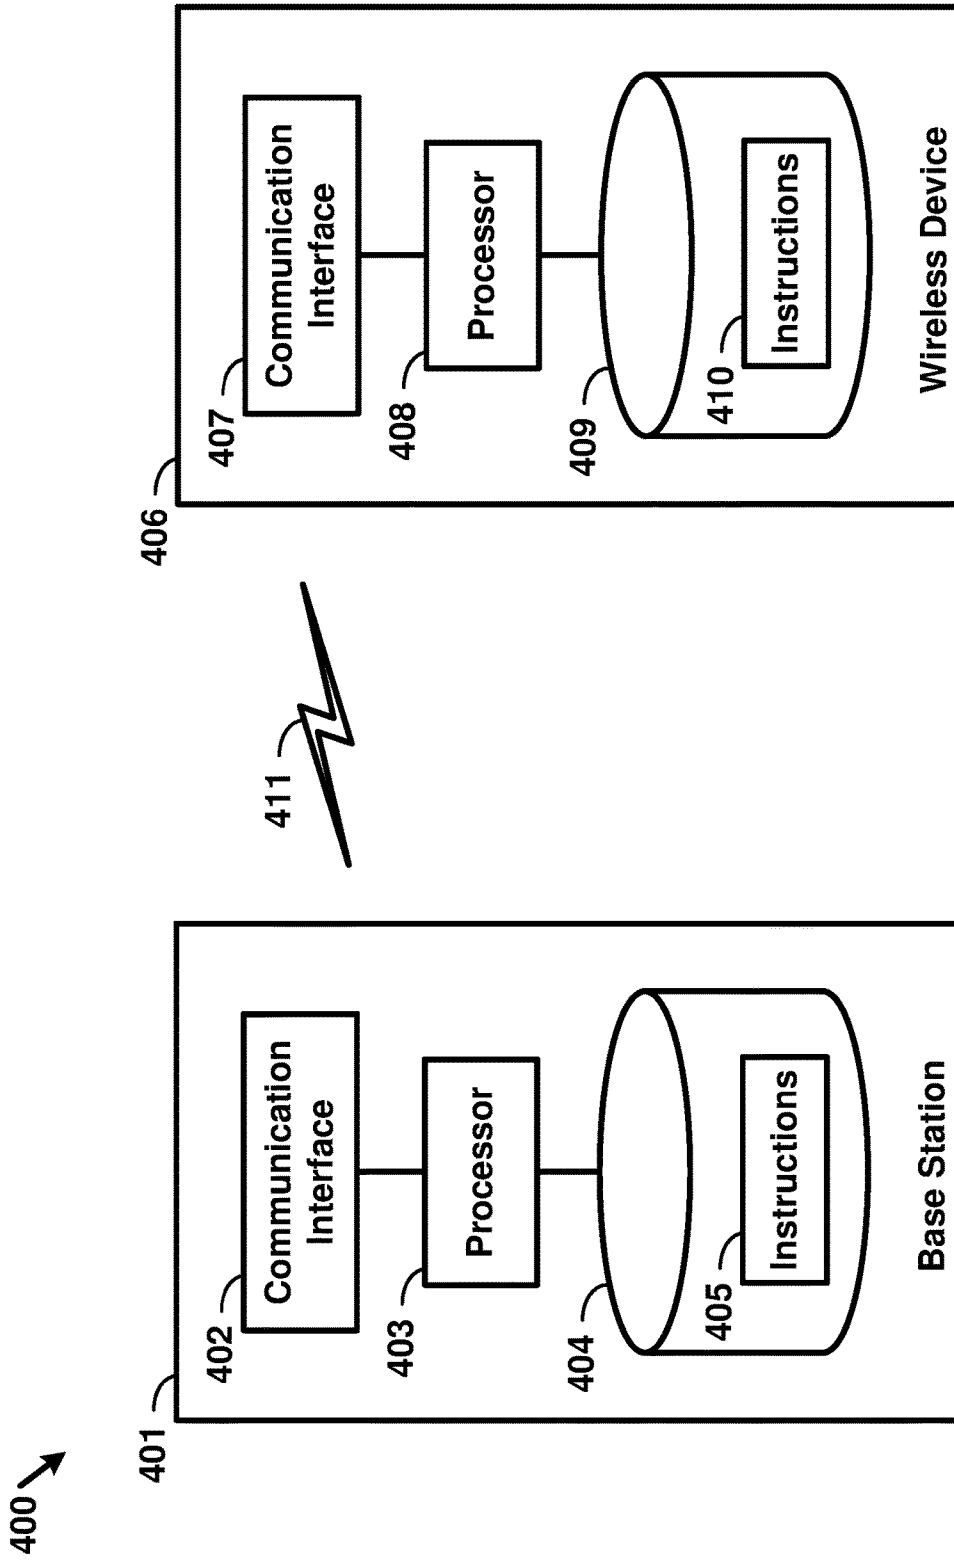 400
401
402
Communication
Interface
403
Processor
404
405
Instructions
Base Station
411
406
407
Communication
Interface
408
Processor
409
410
Instructions
Wireless Device